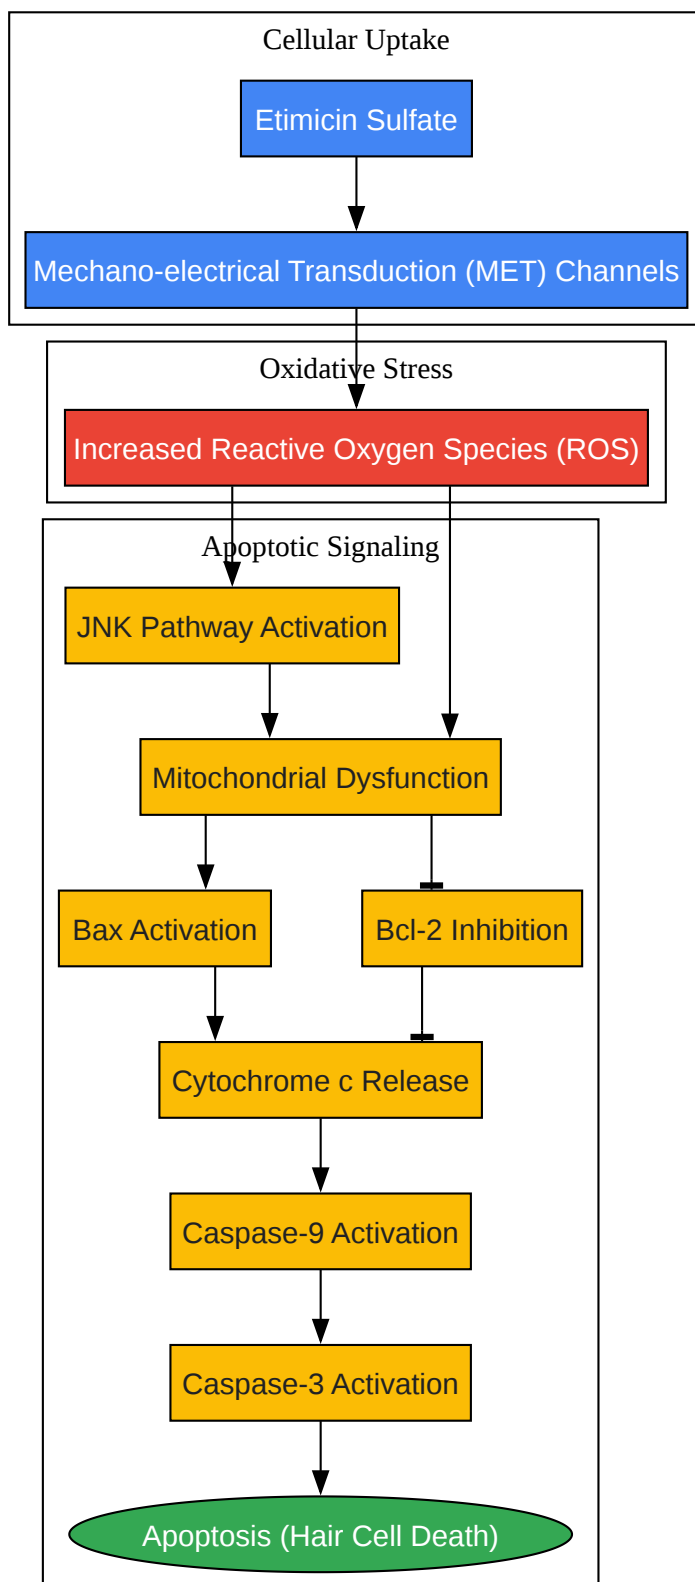 Cellular Uptake
Etimicin Sulfate
Mechano-electrical Transduction (MET) Channels
Oxidative Stress
Increased Reactive Oxygen Species (ROS)
Apoptotic Signaling
JNK Pathway Activation
Mitochondrial Dysfunction
Bax Activation
Bcl-2 Inhibition
Cytochrome c Release
Caspase-9 Activation
Caspase-3 Activation
Apoptosis (Hair Cell Death)